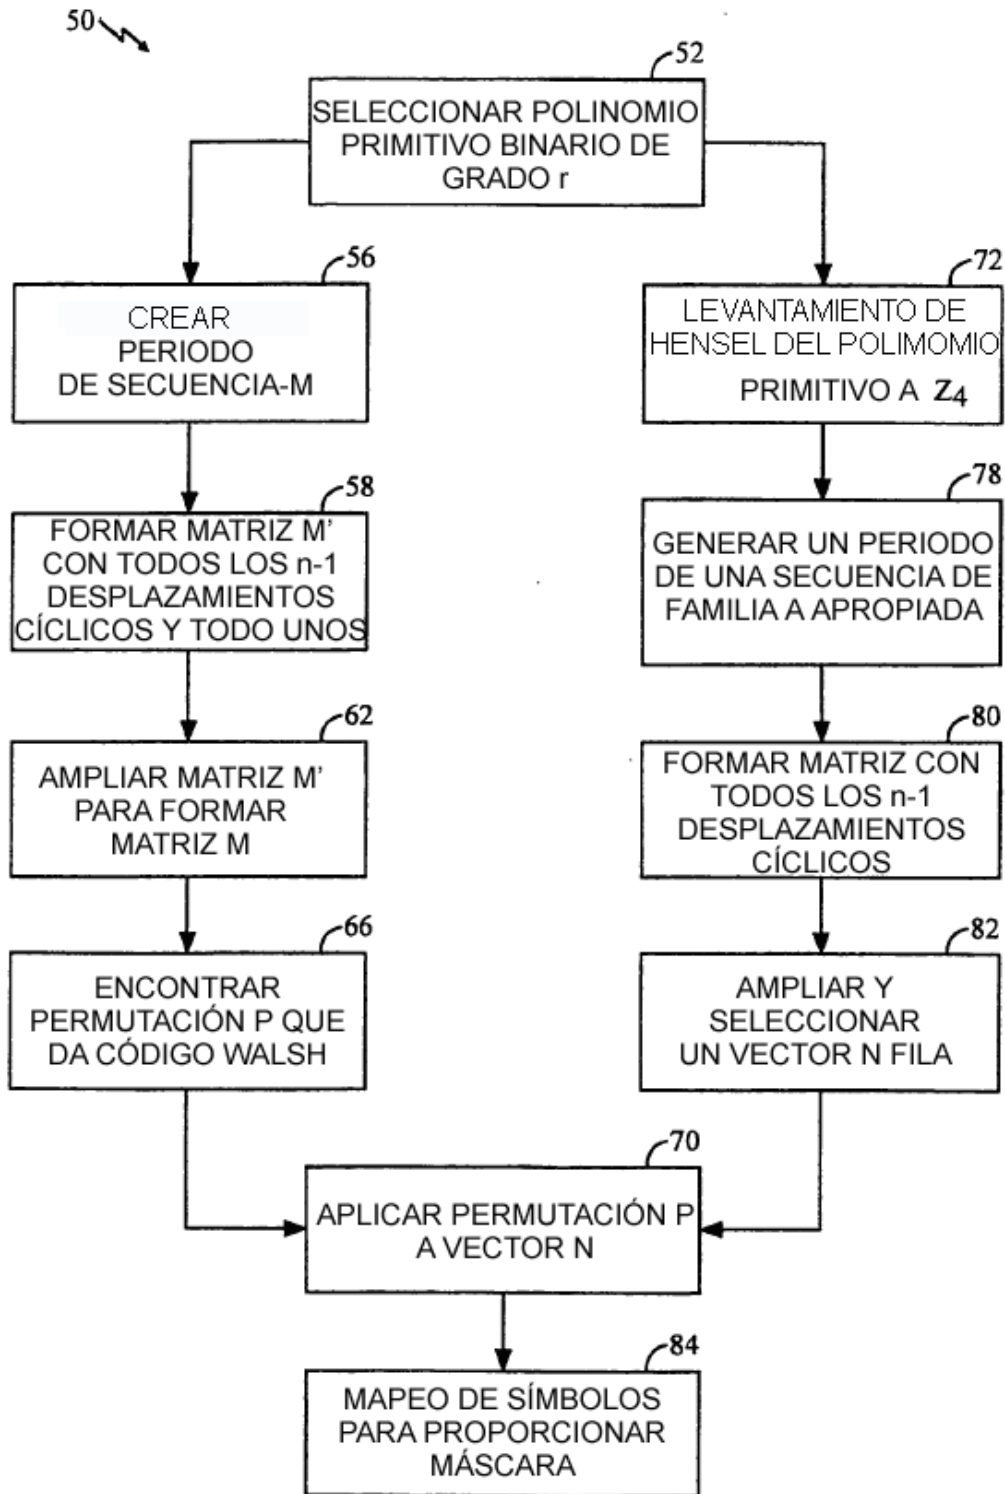 50
52
SELECCIONAR POLINOMIO
PRIMITIVO BINARIO DE
GRADO r
56
CREAR
PERIODO
DE SECUENCIA-M
72
LEVANTAMIENTO DE
HENSEL DEL POLIMOMIO
PRIMITIVO A Z4
58
FORMAR MATRIZ M'
CON TODOS LOS n-1
DESPLAZAMIENTOS
CÍCLICOS Y TODO UNOS
78
GENERAR UN PERIODO
DE UNA SECUENCIA DE
FAMILIA A APROPIADA
62
AMPLIAR MATRIZ M'
PARA FORMAR
MATRIZ M
80
FORMAR MATRIZ CON
TODOS LOS n-1
DESPLAZAMIENTOS
CÍCLICOS
66
ENCONTRAR
PERMUTACIÓN P QUE
DA CÓDIGO WALSH
82
AMPLIAR Y
SELECCIONAR
UN VECTOR N FILA
70
APLICAR PERMUTACIÓN P
A VECTOR N
84
MAPEO DE SÍMBOLOS
PARA PROPORCIONAR
MÁSCARA